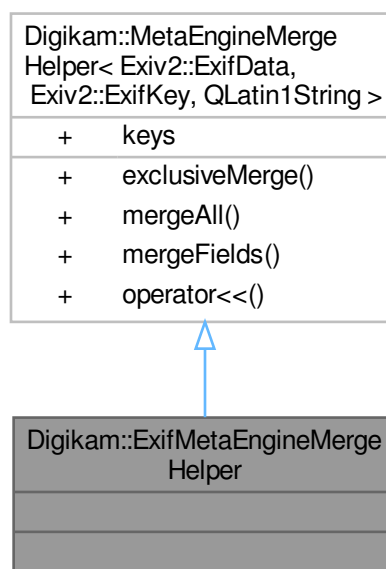 Digikam::MetaEngineMerge
Helper< Exiv2::ExifData,
Exiv2::ExifKey, QLatin1String >
+ keys
+ exclusiveMerge()
+ mergeAll()
+ mergeFields()
+ operator<<()
Digikam::ExifMetaEngineMerge
Helper